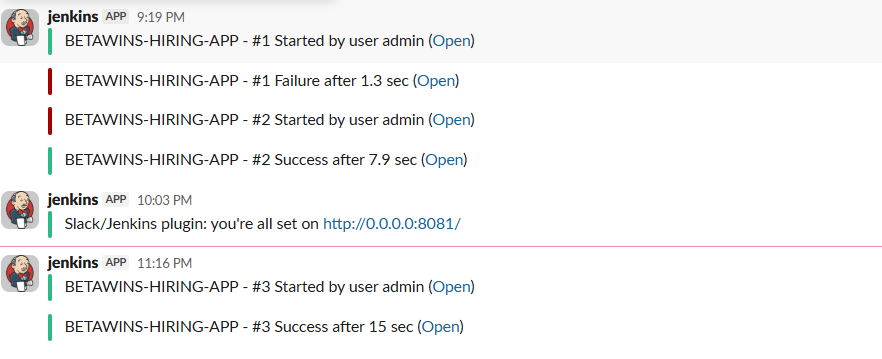 jenkins APP 9:19 PM
BETAWINS-HIRING-APP - #1 Started by user admin (Open)
BETAWINS-HIRING-APP - #1 Failure after 1.3 sec (Open)
BETAWINS-HIRING-APP - #2 Started by user admin (Open)
BETAWINS-HIRING-APP - #2 Success after 7.9 sec (Open)
jenkins APP 10:03 PM
Slack/Jenkins plugin: you're all set on http://0.0.0.0:8081/
jenkins APP 11:16 PM
BETAWINS-HIRING-APP - #3 Started by user admin (Open)
BETAWINS-HIRING-APP - #3 Success after 15 sec (Open)